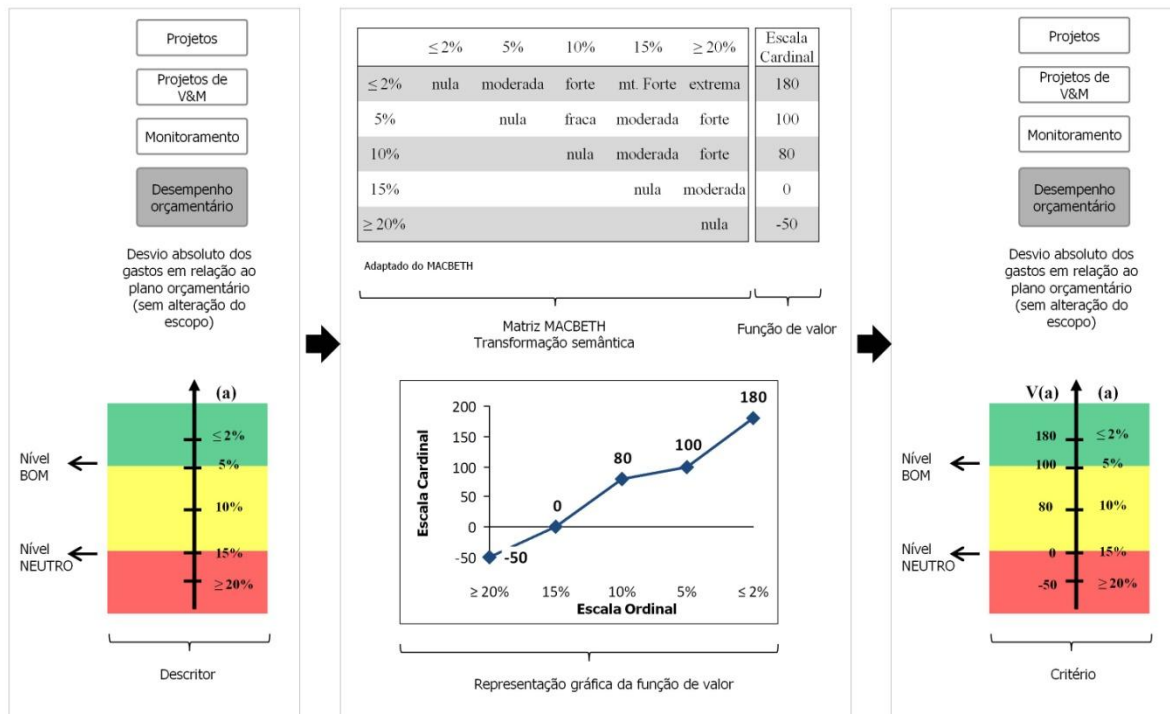 Projetos
Projetos de
V&M
Monitoramento
Desempenho
orçamentário
Desvio absoluto dos
gastos em relação ao
plano orçamentário
(sem alteração do
escopo)
(a)
≤ 2%
5%
10%
15%
≥ 20%
Nível
BOM
Nível
NEUTRO
Descritor
≤ 2% 5% 10% 15% ≥ 20% Escala
Cardinal
≤ 2% nula moderada forte mt. Forte extrema 180
5% nula fraca moderada forte 100
10% nula moderada forte 80
15% nula moderada 0
≥ 20% nula -50
Adaptado do MACBETH
Matriz MACBETH
Transformação semântica
Função de valor
Escala Cardinal
200
150
100
50
0
-50
-50
0
80
100
180
≥ 20% 15% 10% 5% ≤ 2%
Escala Ordinal
Representação gráfica da função de valor
Projetos
Projetos de
V&M
Monitoramento
Desempenho
orçamentário
Desvio absoluto dos
gastos em relação ao
plano orçamentário
(sem alteração do
escopo)
V(a) (a)
180 ≤ 2%
100 5%
80 10%
0 15%
-50 ≥ 20%
Nível
BOM
Nível
NEUTRO
Critério